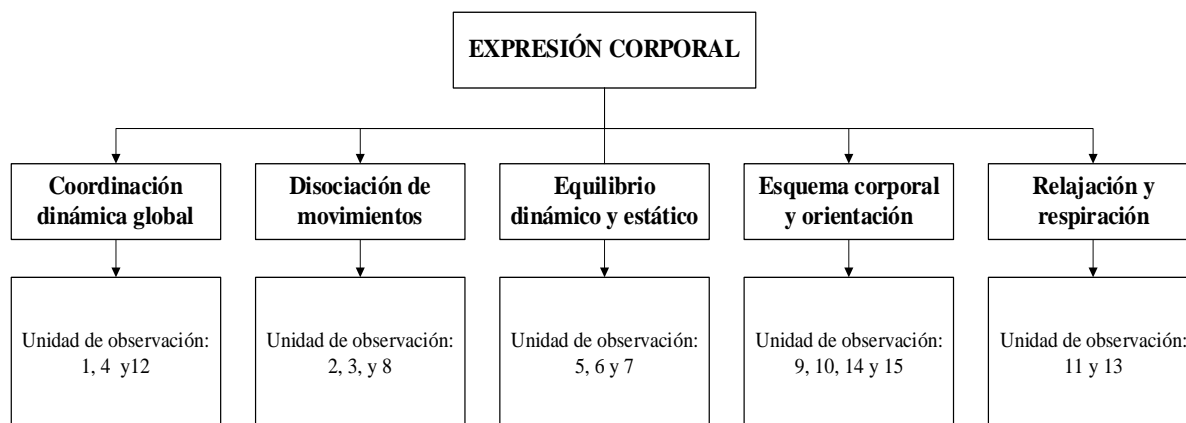 EXPRESIÓN CORPORAL
Coordinación
dinámica global
Disociación de
movimientos
Equilibrio
dinámico y estático
Esquema corporal
y orientación
Relajación y
respiración
Unidad de observación:
1, 4 y12
Unidad de observación:
2, 3, y 8
Unidad de observación:
5, 6 y 7
Unidad de observación:
9, 10, 14 y 15
Unidad de observación:
11 y 13